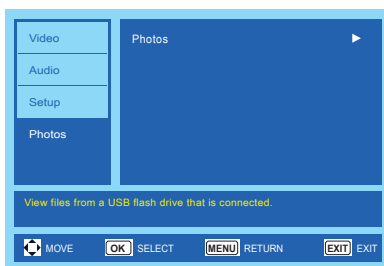 Video
Audio
Setup
Photos
Photos
View files from a USB flash drive that is connected.
MOVE OK SELECT MENU RETURN EXIT EXIT